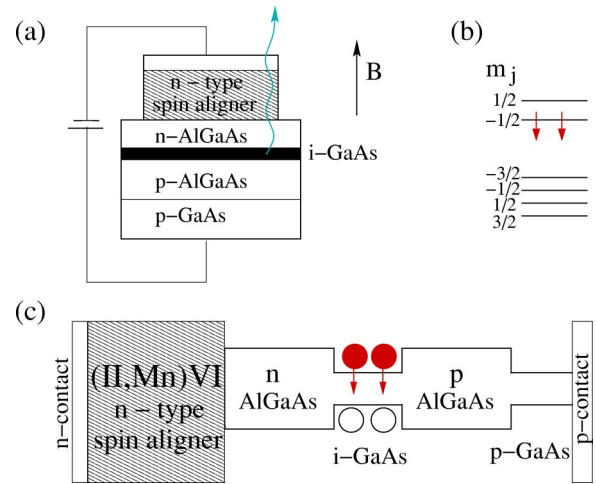 (a)
n – type
spin aligner
n–AlGaAs
i–GaAs
p–AlGaAs
p–GaAs
B
(b)
m j
1/2
–1/2
–3/2
–1/2
1/2
3/2
(c)
n–contact
(II,Mn)VI
n – type
spin aligner
n
AlGaAs
i–GaAs
p
AlGaAs
p–GaAs
p–contact